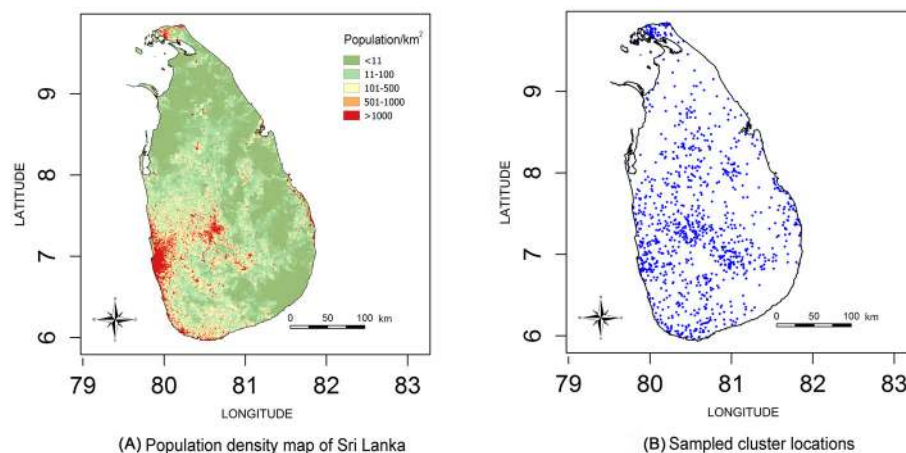 Population/km²
<11
11-100
101-500
501-1000
>1000
LATITUDE
9
8
7
6
0 50 100 km
79 80 81 82 83
LONGITUDE
(A) Population density map of Sri Lanka
LATITUDE
9
8
7
6
0 50 100 km
79 80 81 82 83
LONGITUDE
(B) Sampled cluster locations